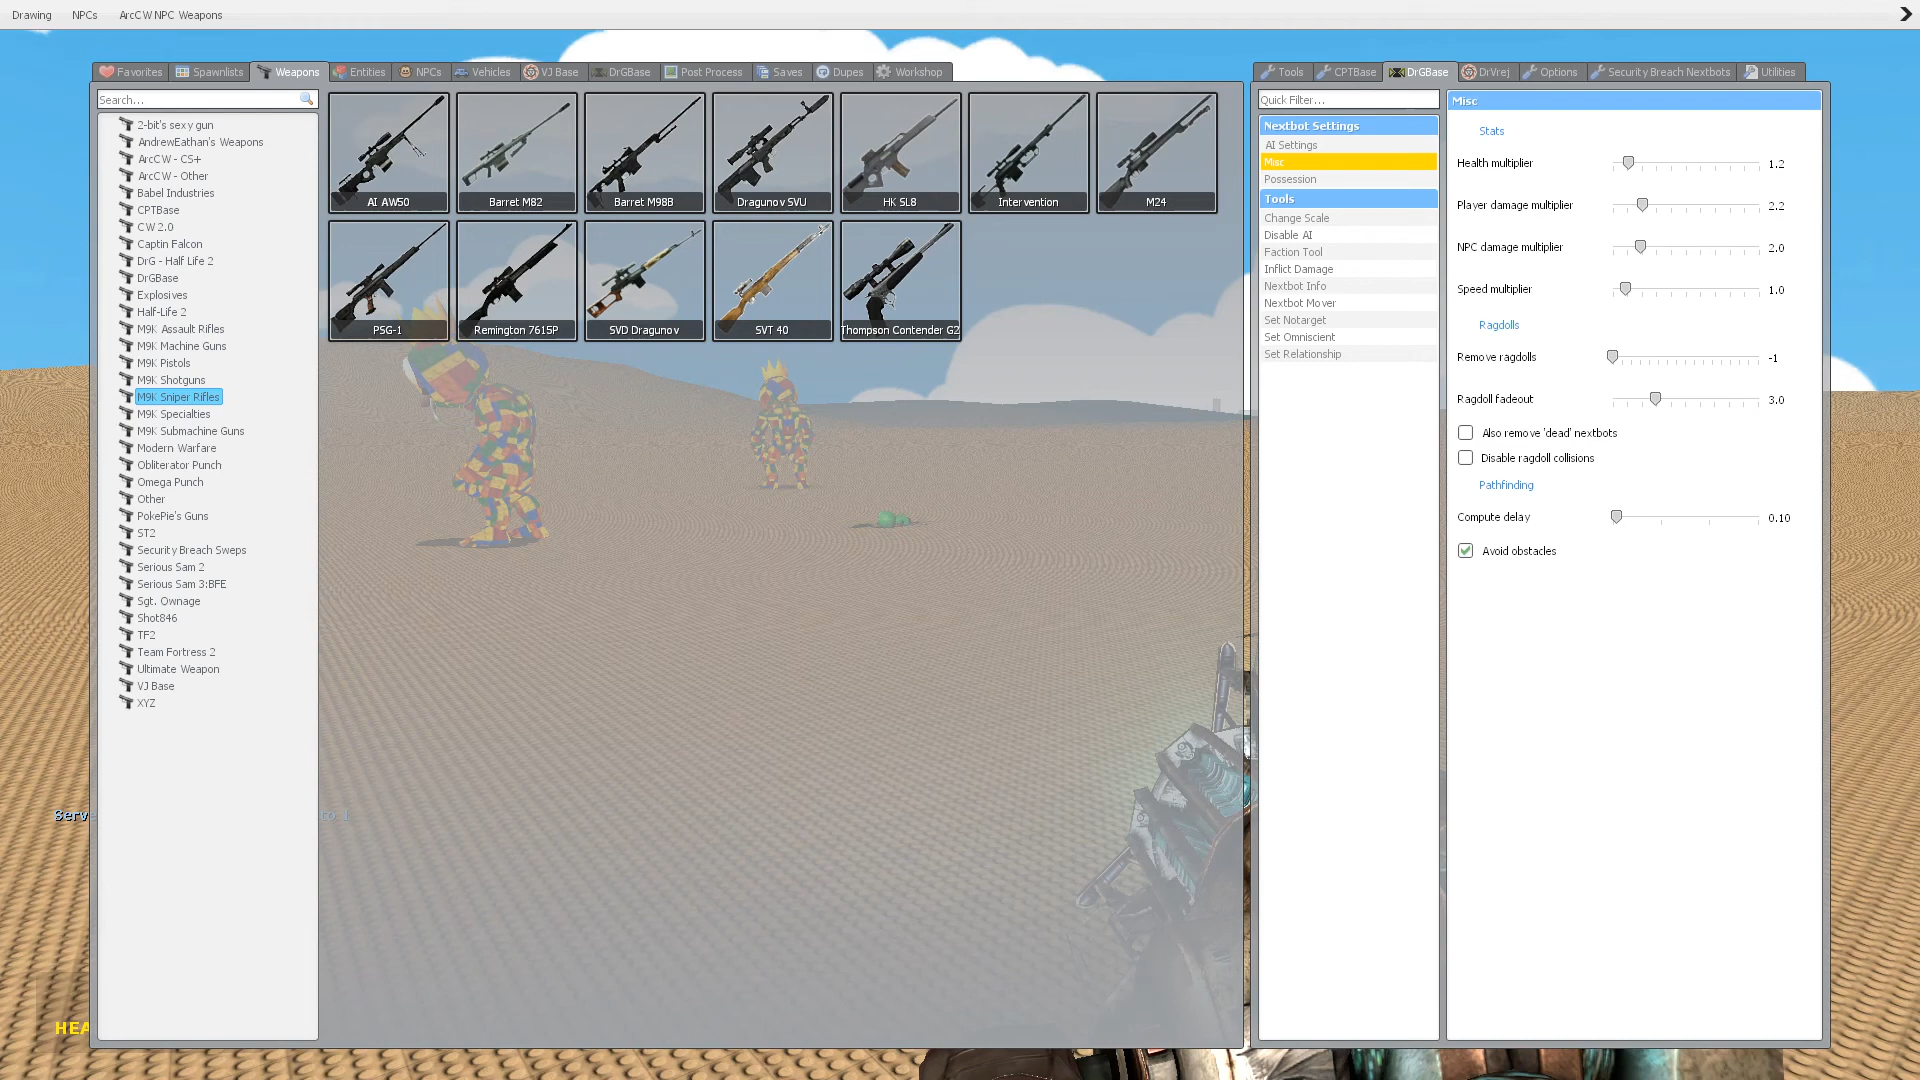 Drawing NPCs ArcCW NPC Weapons
Favorites Spawnlists Weapons Entities NPCs Vehicles VJ Base DrGBase Post Process Saves Dupes Workshop
Tools CPTBase DrGBase DrVrej Options Security Breach Nextbots Utilities
Search...
2-bit's sexy gun
AndrewEathan's Weapons
ArcCW - CS+
ArcCW - Other
Babel Industries
CPTBase
CW 2.0
Captin Falcon
DrG - Half Life 2
DrGBase
Explosives
Half-Life 2
M9K Assault Rifles
M9K Machine Guns
M9K Pistols
M9K Shotguns
M9K Sniper Rifles
M9K Specialties
M9K Submachine Guns
Modern Warfare
Obliterator Punch
Omega Punch
Other
PokePie's Guns
ST2
Security Breach Sweps
Serious Sam 2
Serious Sam 3:BFE
Sgt. Ownage
Shot846
TF2
Team Fortress 2
Ultimate Weapon
VJ Base
XYZ
AI AW50 Barret M82 Barret M98B Dragunov SVU HK SL8 Intervention M24
PSG-1 Remington 7615P SVD Dragunov SVT 40 Thompson Contender G2
Serv to 1
HEA
Quick Filter...
Nextbot Settings
AI Settings
Misc
Possession
Tools
Change Scale
Disable AI
Faction Tool
Inflict Damage
Nextbot Info
Nextbot Mover
Set Notarget
Set Omniscient
Set Relationship
Misc
Stats
Health multiplier 1.2
Player damage multiplier 2.2
NPC damage multiplier 2.0
Speed multiplier 1.0
Ragdolls
Remove ragdolls -1
Ragdoll fadeout 3.0
Also remove 'dead' nextbots
Disable ragdoll collisions
Pathfinding
Compute delay 0.10
Avoid obstacles